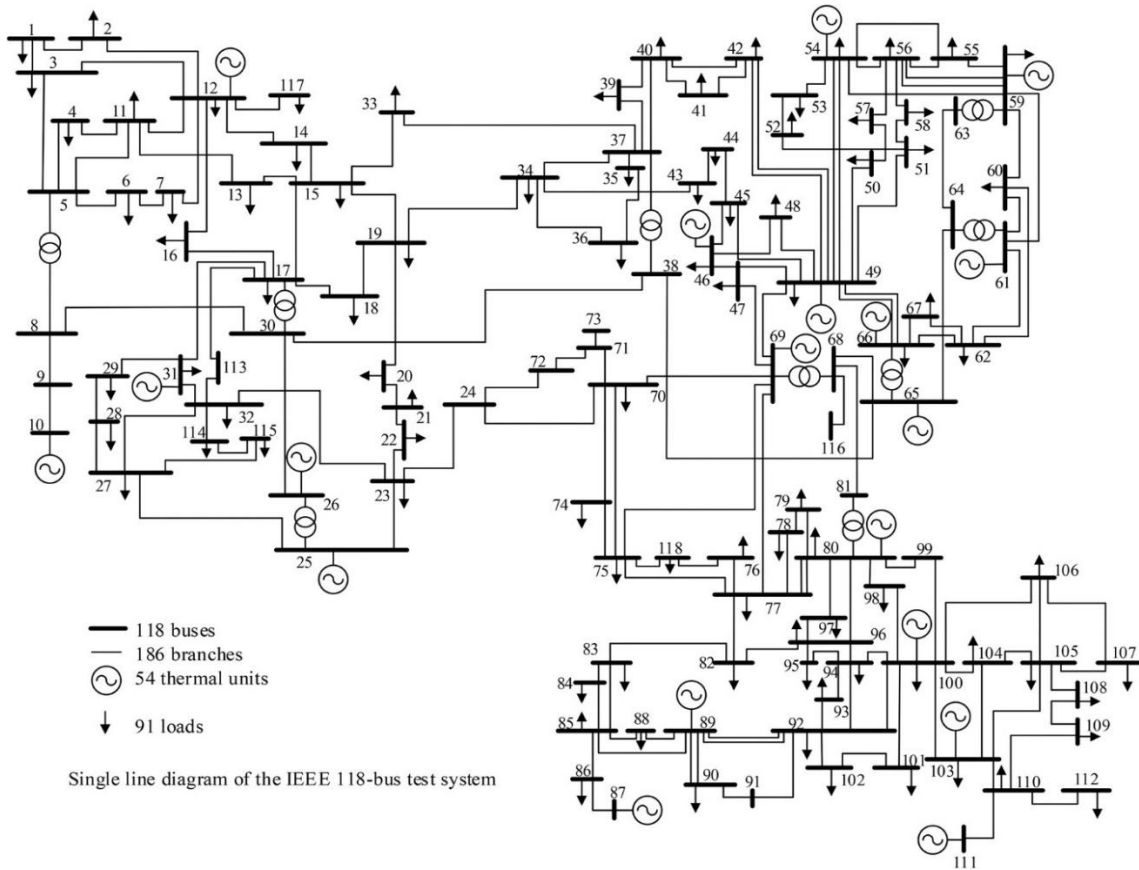 1 2 40 42 54 56 55
3 12 117 33 39 41 53 59
4 11 14 37 44 52 57 58 63
5 6 7 13 15 34 35 43 45 50 51 60
16 19 36 46 48 64
17 18 38 47 49 61
8 30 73 69 68 66 67 62
29 31 113 20 24 72 71 70 65
9 28 32 21 116
10 114 115 22
27 26 23 74 79 81
25 75 118 76 78 80 99
77 98 106
118 buses
186 branches
54 thermal units
91 loads
83 82 97 96 104 105 107
84 95 94 100 108
85 88 89 92 93 109
86 90 91 102 101 103 110 112
87 111
Single line diagram of the IEEE 118-bus test system